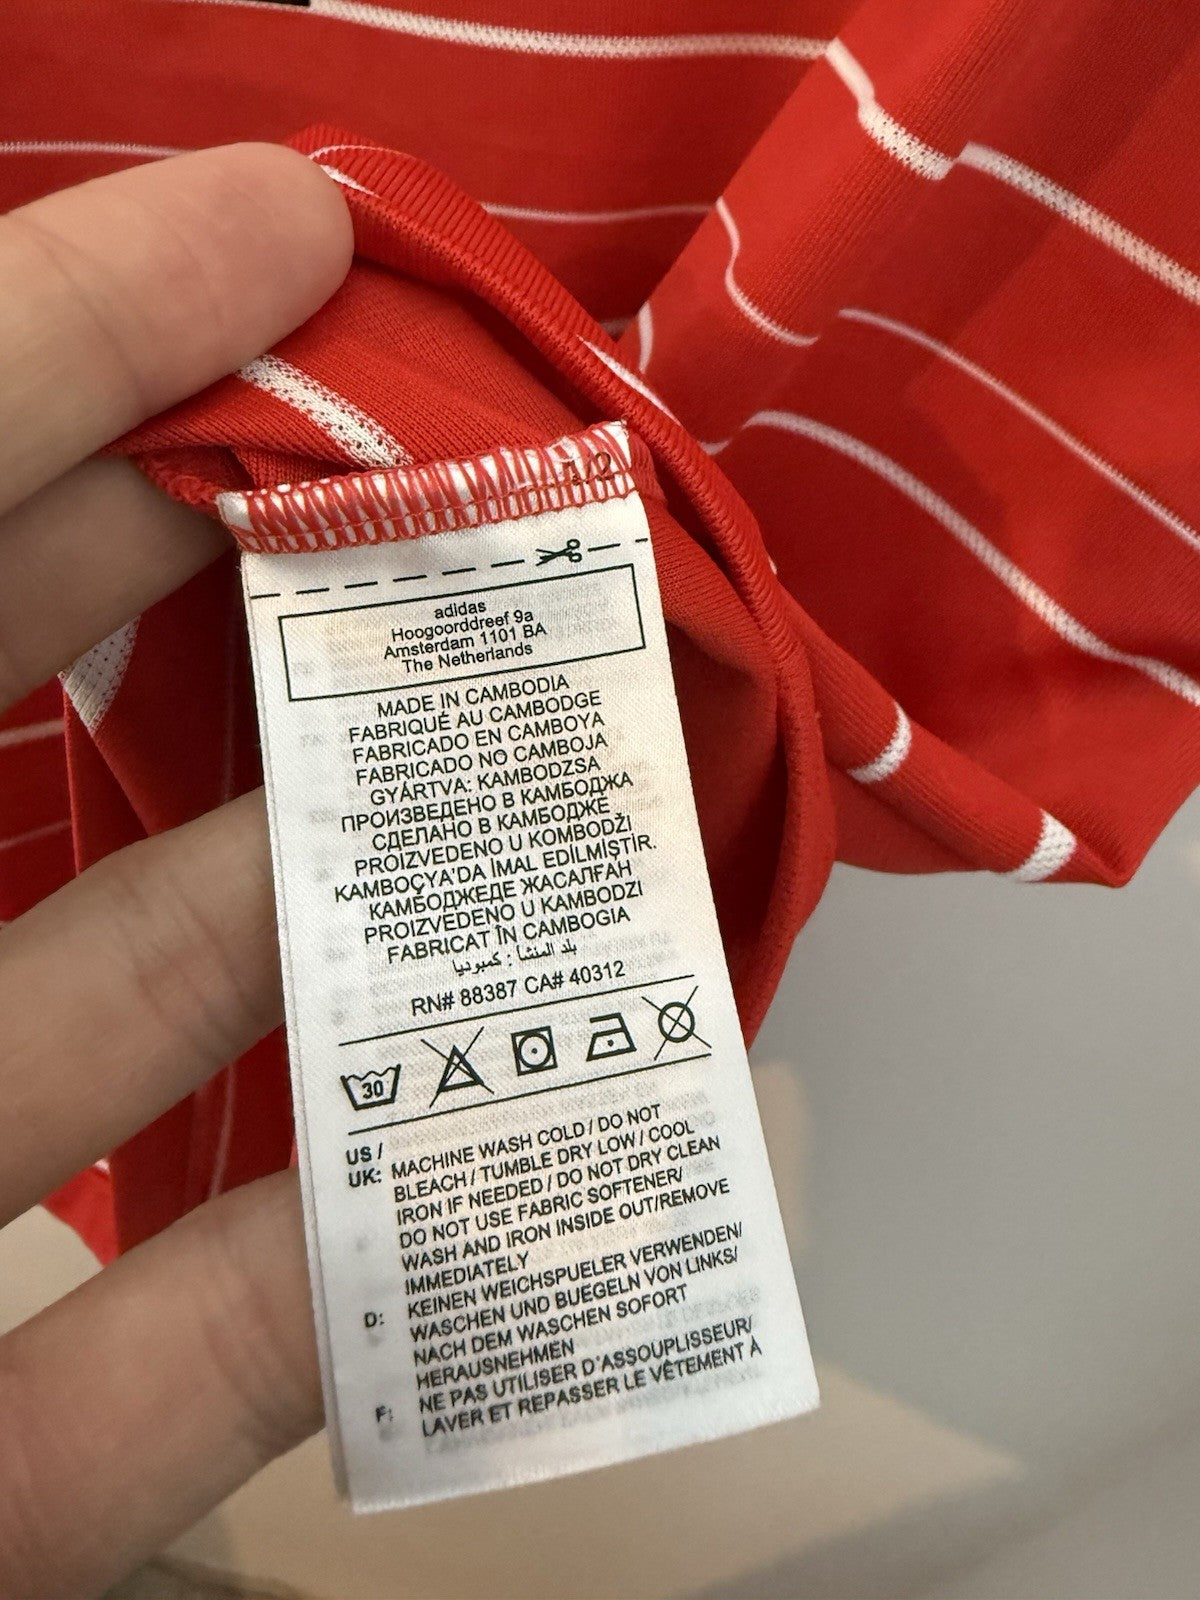 1/2
adidas
Hoogoorddreef 9a
Amsterdam 1101 BA
The Netherlands
MADE IN CAMBODIA
FABRIQUÉ AU CAMBODGE
FABRICADO EN CAMBOYA
FABRICADO NO CAMBOJA
GYÁRTVA: KAMBODZSA
ПРОИЗВЕДЕНО В КАМБОДЖА
СДЕЛАНО В КАМБОДЖЕ
PROIZVEDENO U KOMBODŽI
KAMBOÇYA'DA İMAL EDİLMİŞTİR.
КАМБОДЖЕДЕ ЖАСАЛҒАН
PROIZVEDENO U KAMBODZI
FABRICAT ÎN CAMBOGIA
بلد المنشأ : كمبوديا
RN# 88387 CA# 40312
30
US /
UK: MACHINE WASH COLD / DO NOT
BLEACH / TUMBLE DRY LOW / COOL
IRON IF NEEDED / DO NOT DRY CLEAN
DO NOT USE FABRIC SOFTENER/
WASH AND IRON INSIDE OUT/REMOVE
IMMEDIATELY
D: KEINEN WEICHSPUELER VERWENDEN/
WASCHEN UND BUEGELN VON LINKS/
NACH DEM WASCHEN SOFORT
HERAUSNEHMEN
F: NE PAS UTILISER D'ASSOUPLISSEUR/
LAVER ET REPASSER LE VÊTEMENT À